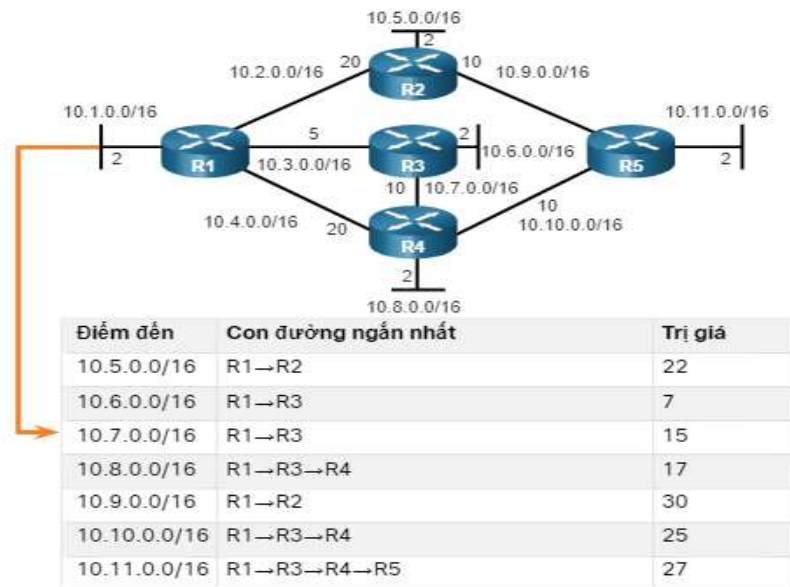 10.5.0.0/16
2
10.2.0.0/16 20 R2 10 10.9.0.0/16
10.1.0.0/16
2 R1
5
10.3.0.0/16
R3 2 10.6.0.0/16
10 10.7.0.0/16
10.11.0.0/16
R5 2
10.4.0.0/16 20
R4
10
10.10.0.0/16
2
10.8.0.0/16
Điểm đến Con đường ngắn nhất Trị giá
10.5.0.0/16 R1→R2 22
10.6.0.0/16 R1→R3 7
10.7.0.0/16 R1→R3 15
10.8.0.0/16 R1→R3→R4 17
10.9.0.0/16 R1→R2 30
10.10.0.0/16 R1→R3→R4 25
10.11.0.0/16 R1→R3→R4→R5 27